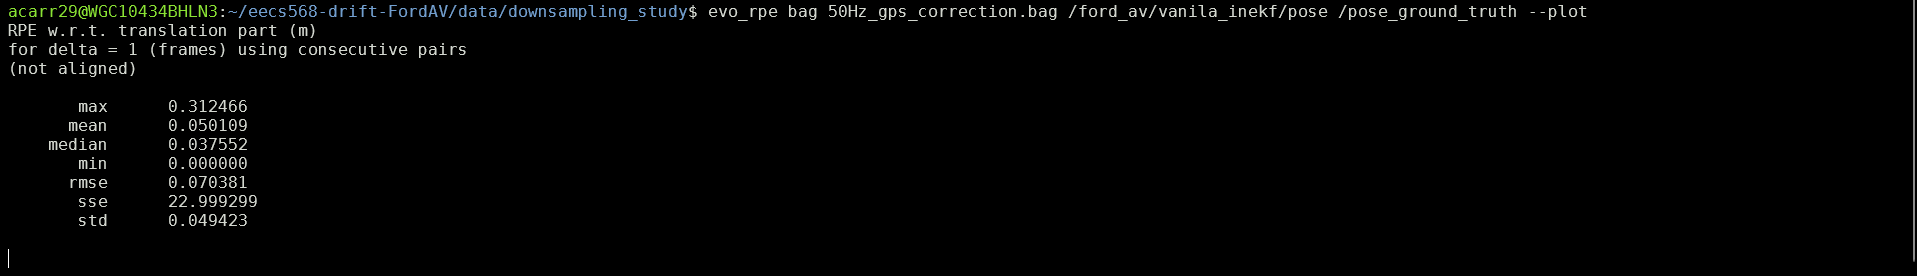 acarr29@WGC10434BHLN3:~/eecs568-drift-FordAV/data/downsampling_study$ evo_rpe bag 50Hz_gps_correction.bag /ford_av/vanila_inekf/pose /pose_ground_truth --plot
RPE w.r.t. translation part (m)
for delta = 1 (frames) using consecutive pairs
(not aligned)
max 0.312466
mean 0.050109
median 0.037552
min 0.000000
rmse 0.070381
sse 22.999299
std 0.049423